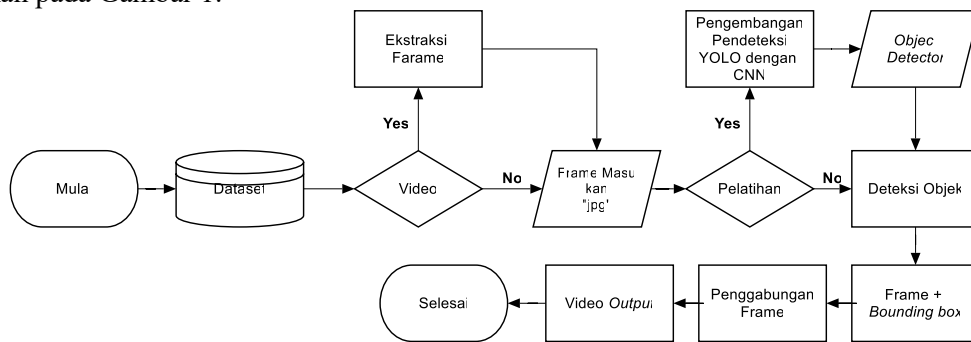 an pada Gambar 1.
Ekstraksi
Farame
Pengembangan
Pendeteksi
YOLO dengan
CNN
Objec
Detector
Yes
Yes
Mula
Dataset
Video
No
Frame Masu
kan
"jpg"
Pelatihan
No
Deteksi Objek
Selesai
Video Output
Penggabungan
Frame
Frame +
Bounding box